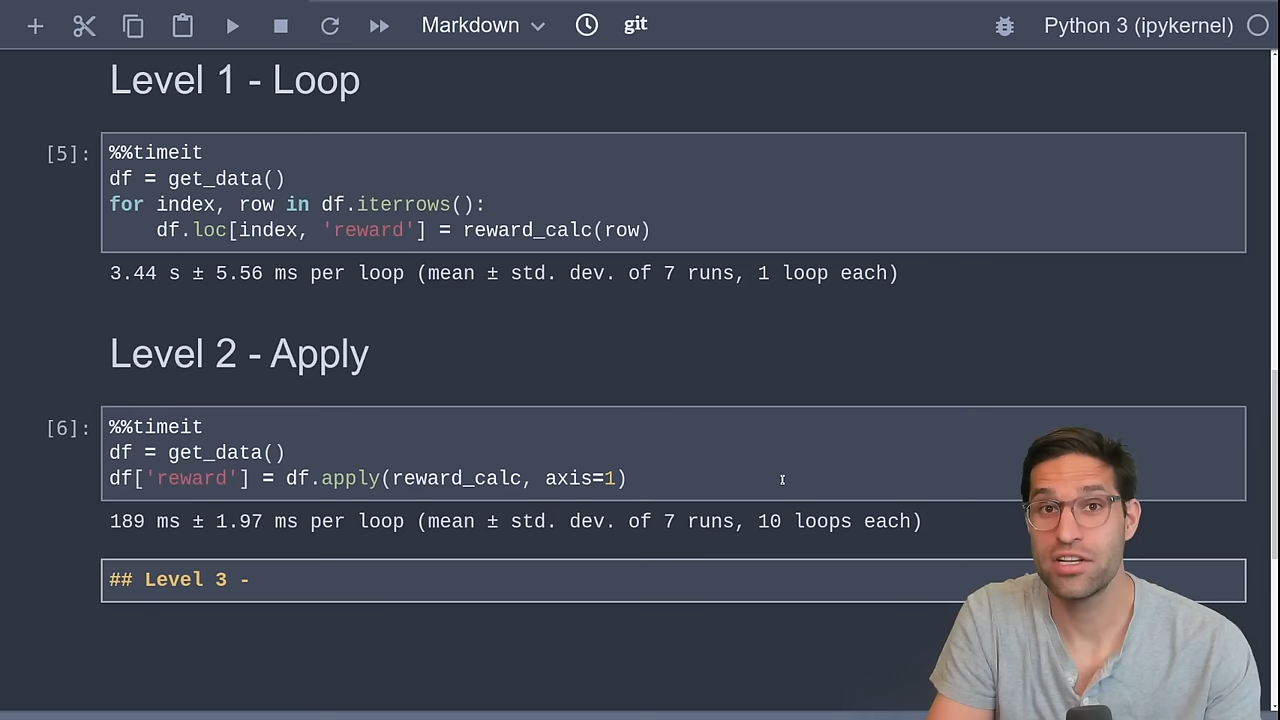 Markdown
git
Python 3 (ipykernel)
Level 1 - Loop
[5]:
%%timeit
df = get_data()
for index, row in df.iterrows():
    df.loc[index, 'reward'] = reward_calc(row)
3.44 s ± 5.56 ms per loop (mean ± std. dev. of 7 runs, 1 loop each)
Level 2 - Apply
[6]:
%%timeit
df = get_data()
df['reward'] = df.apply(reward_calc, axis=1)
189 ms ± 1.97 ms per loop (mean ± std. dev. of 7 runs, 10 loops each)
## Level 3 -